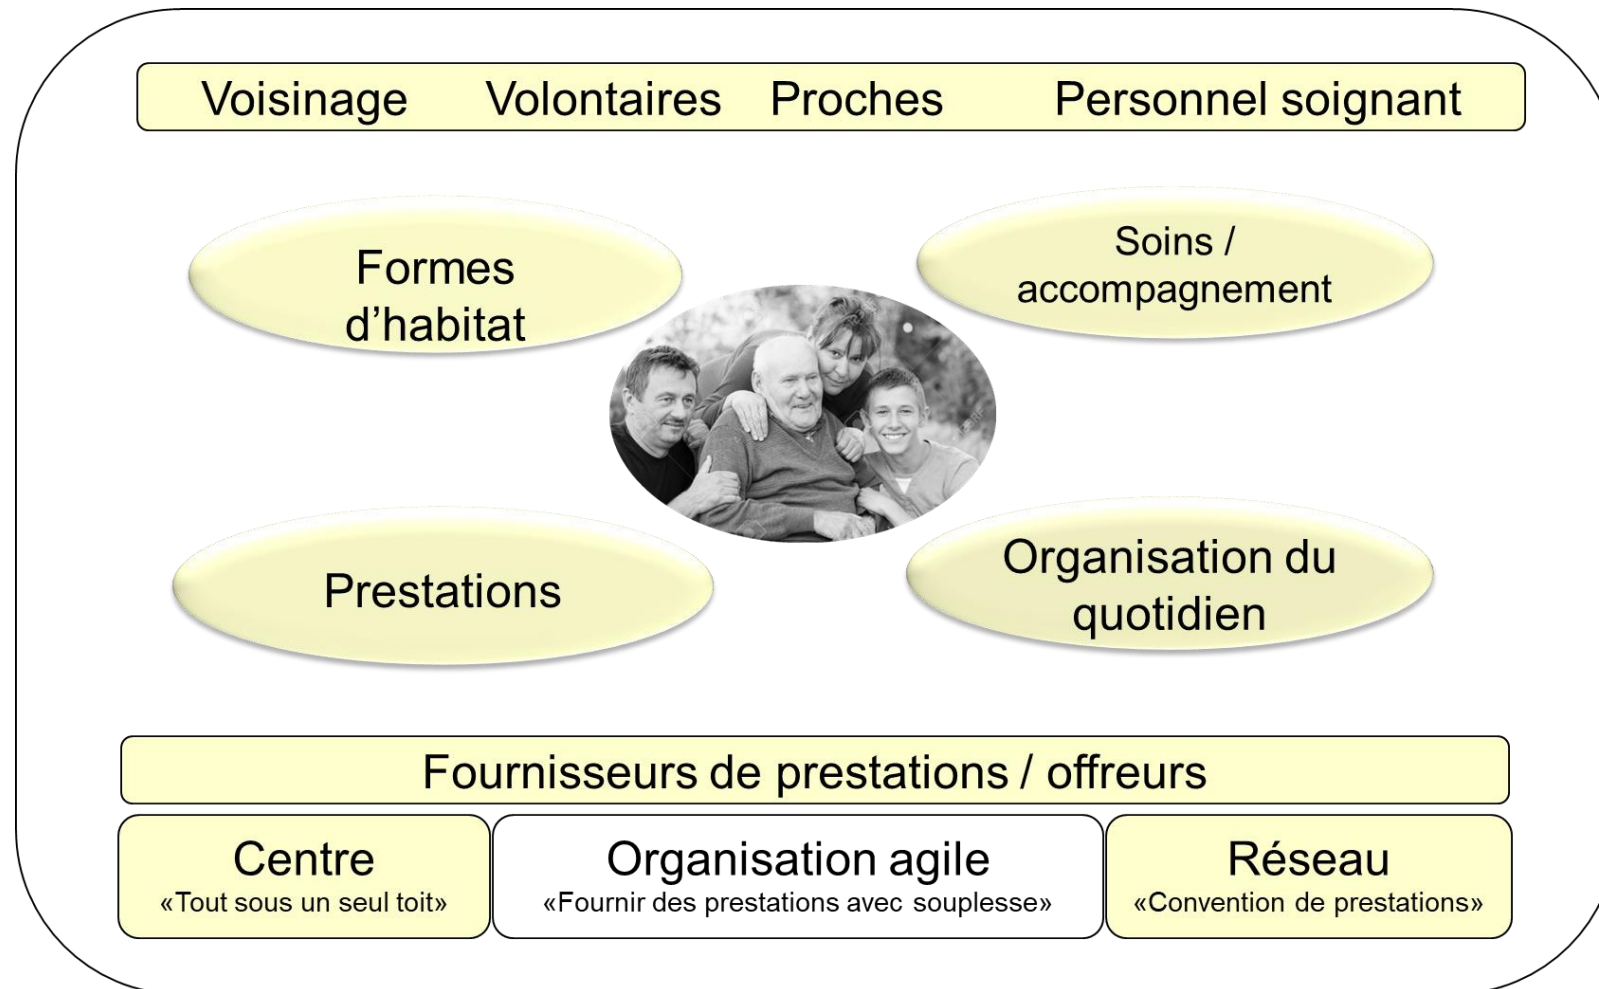 Voisinage Volontaires Proches Personnel soignant
Formes
d’habitat
Soins /
accompagnement
Prestations
Organisation du
quotidien
Fournisseurs de prestations / offreurs
Centre
«Tout sous un seul toit»
Organisation agile
«Fournir des prestations avec souplesse»
Réseau
«Convention de prestations»